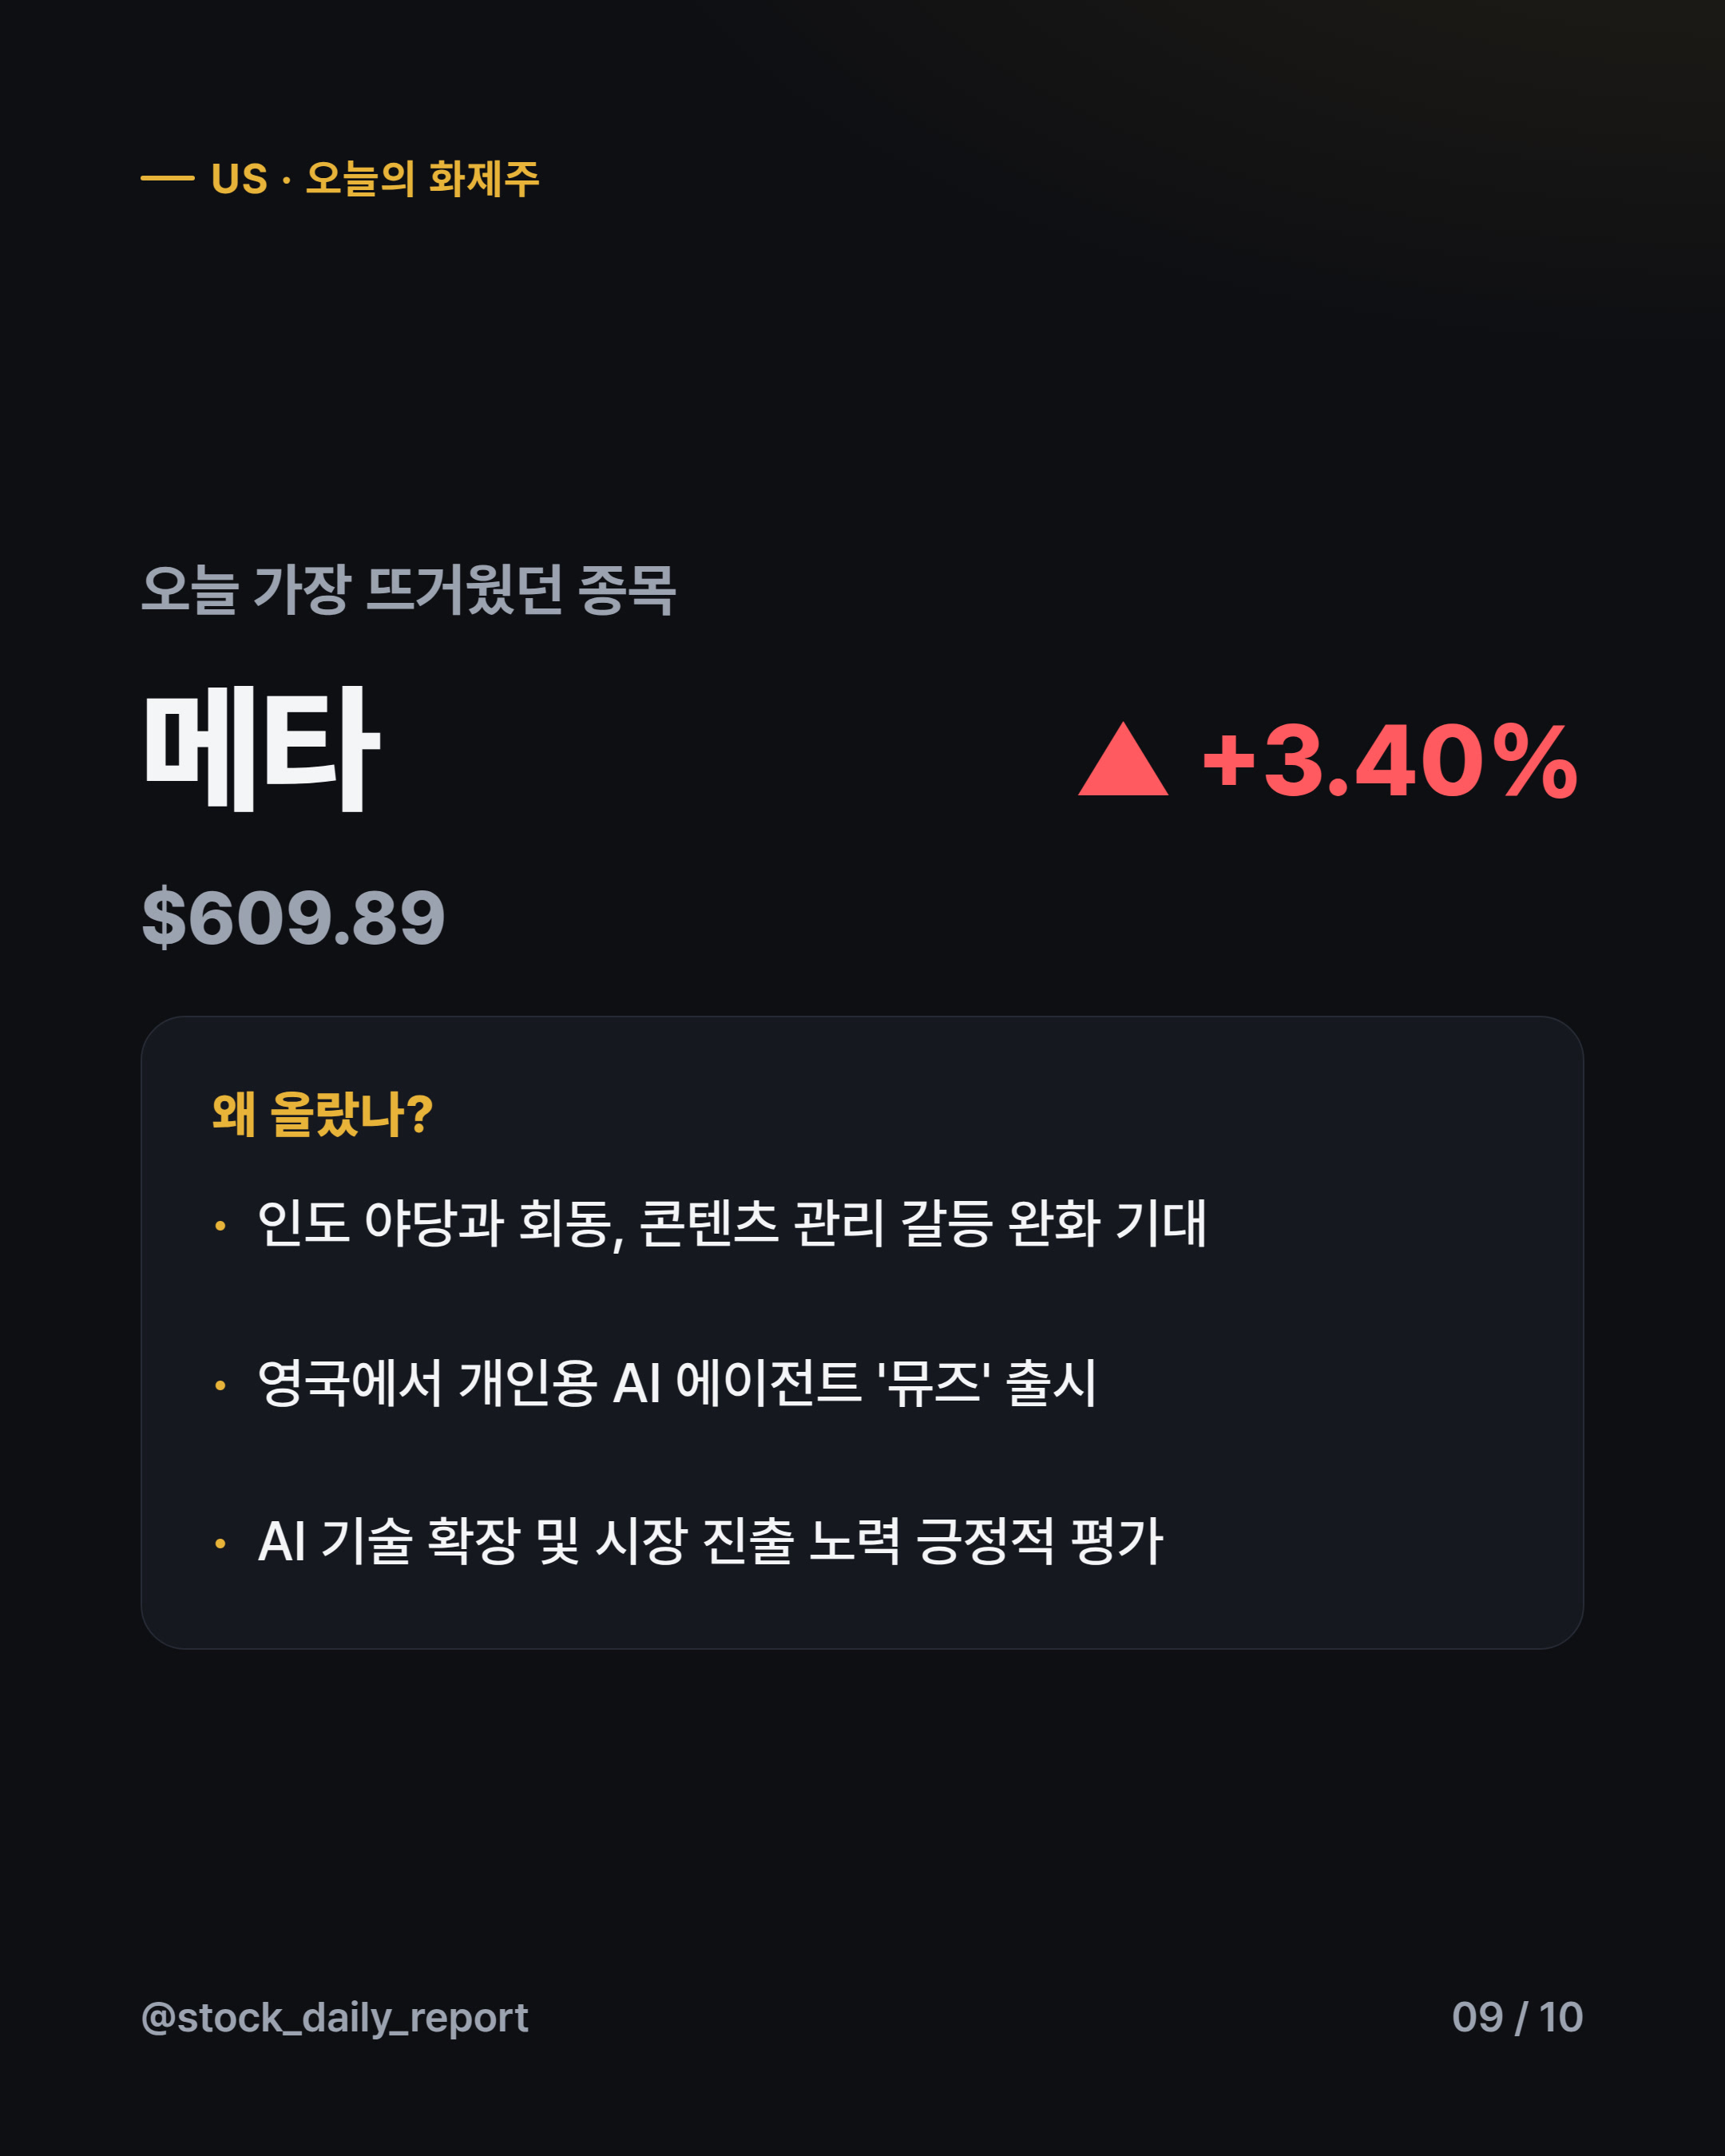 US · 오늘의 화제주
오늘 가장 뜨거웠던 종목
메타
▲ +3.40%
$609.89
왜 올랐나?
• 인도 야당과 회동, 콘텐츠 관리 갈등 완화 기대
• 영국에서 개인용 AI 에이전트 '뮤즈' 출시
• AI 기술 확장 및 시장 진출 노력 긍정적 평가
@stock_daily_report
09 / 10